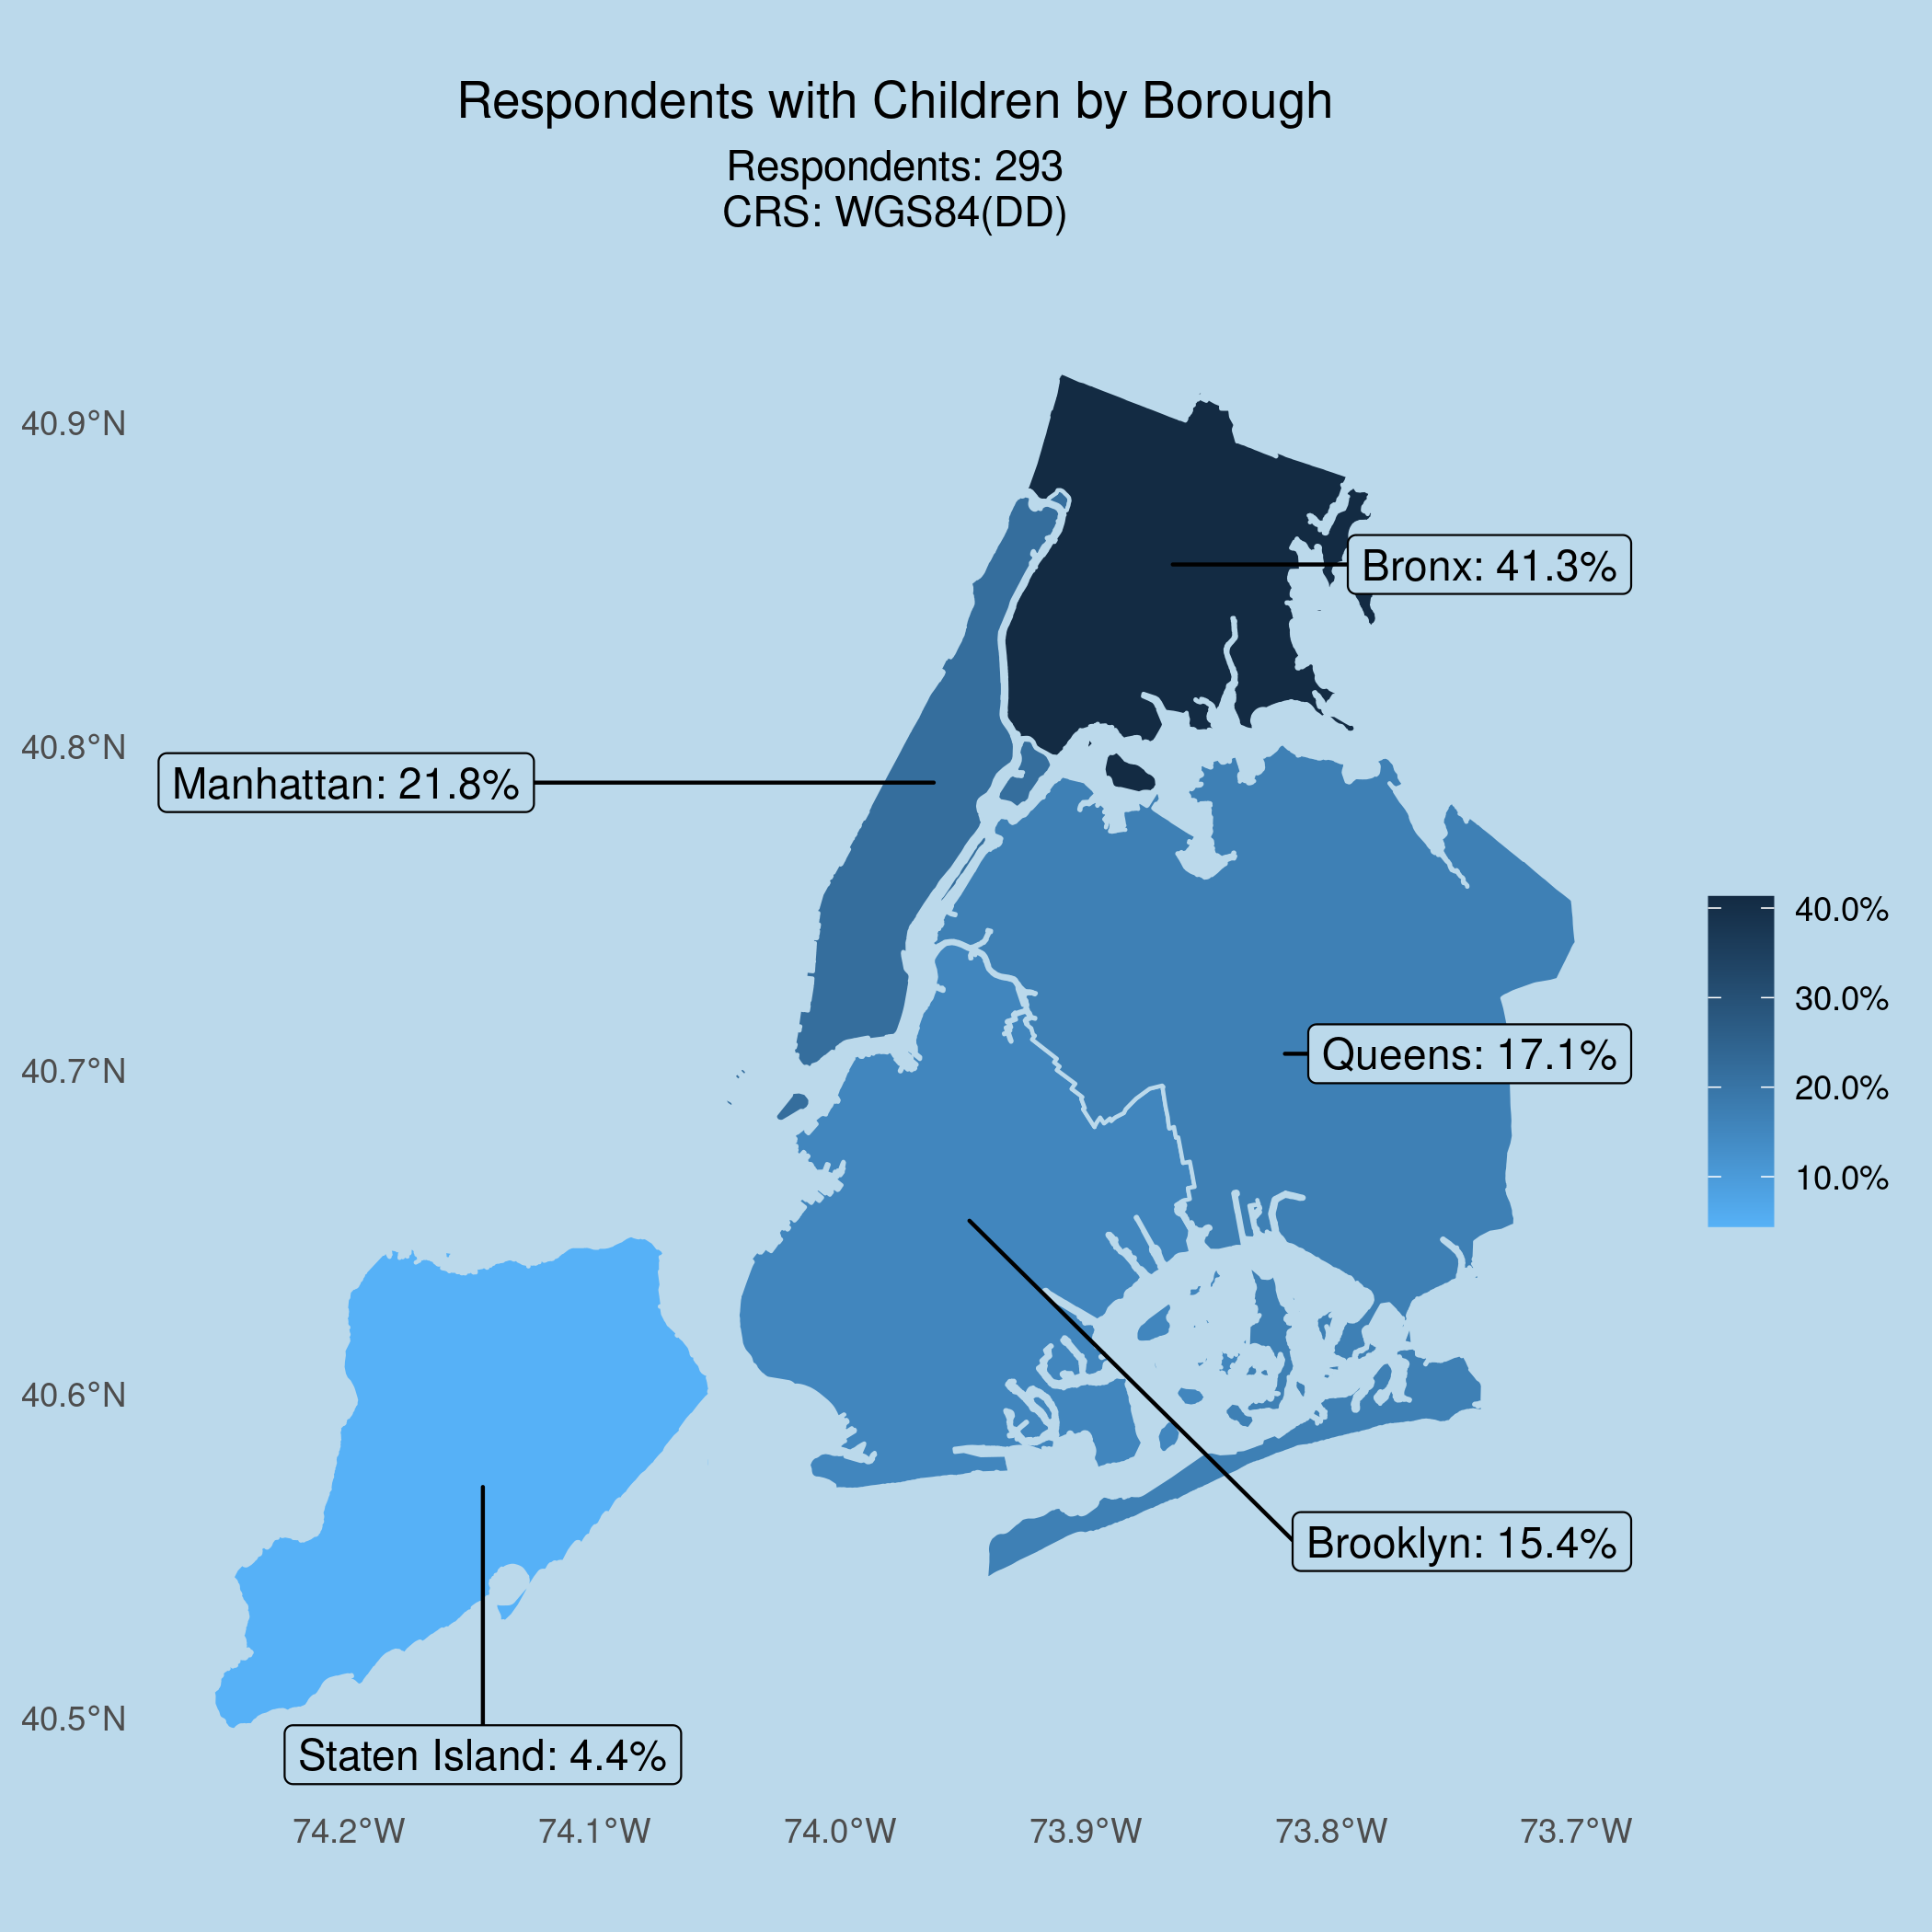 Respondents with Children by Borough
Respondents: 293
CRS: WGS84(DD)
40.9°N
Bronx: 41.3%
40.8°N
Manhattan: 21.8%
40.0%
30.0%
Queens: 17.1%
40.7°N
20.0%
10.0%
40.6°N
Brooklyn: 15.4%
40.5°N
Staten Island: 4.4%
74.2°W 74.1°W 74.0°W 73.9°W 73.8°W 73.7°W